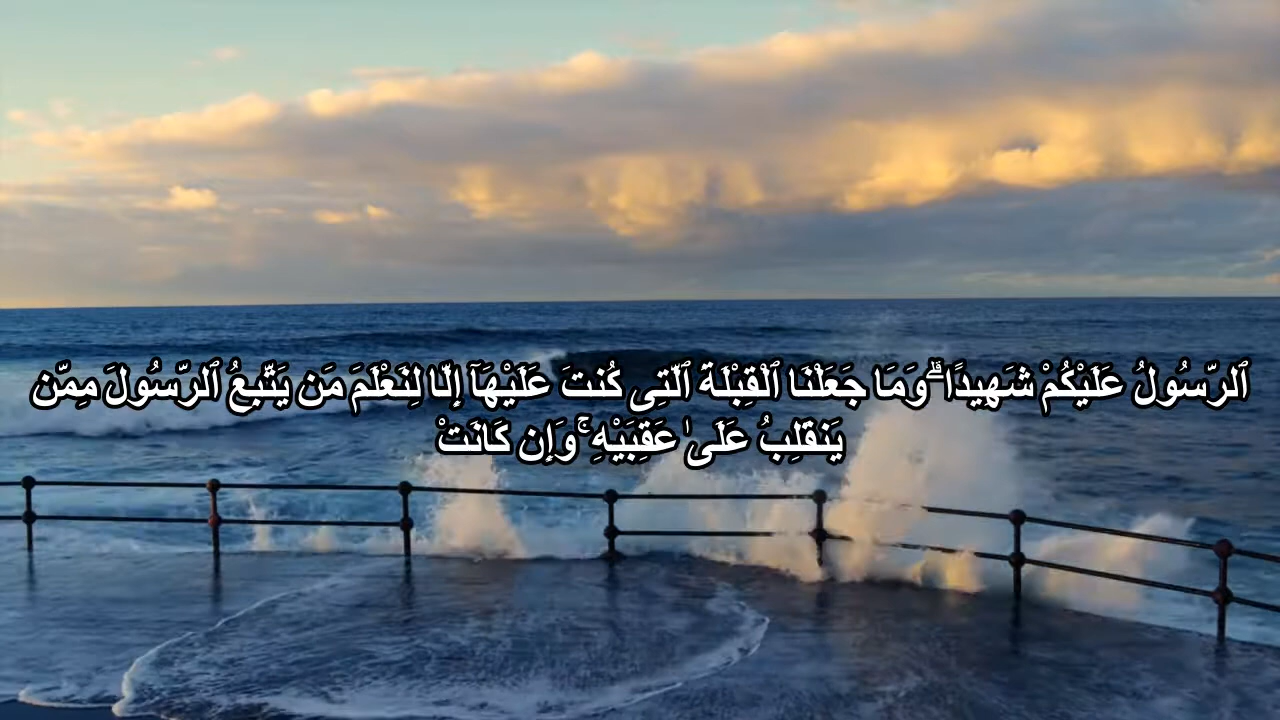 ٱلرَّسُولُ عَلَيْكُمْ شَهِيدًا ۗ وَمَا جَعَلْنَا ٱلْقِبْلَةَ ٱلَّتِى كُنتَ عَلَيْهَآ إِلَّا لِنَعْلَمَ مَن يَتَّبِعُ ٱلرَّسُولَ مِمَّن
يَنقَلِبُ عَلَىٰ عَقِبَيْهِ ۚ وَإِن كَانَتْ